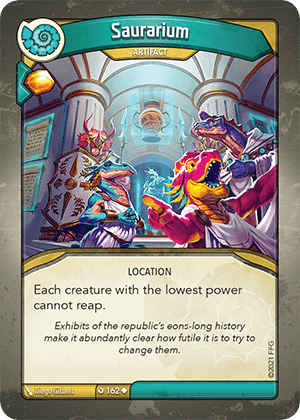 Saurarium
ARTIFACT
LOCATION
Each creature with the lowest power
cannot reap.
Exhibits of the republic's eons-long history
make it abundantly clear how futile it is to try to
change them.
©2021 FFG
Diego Gisbert
162